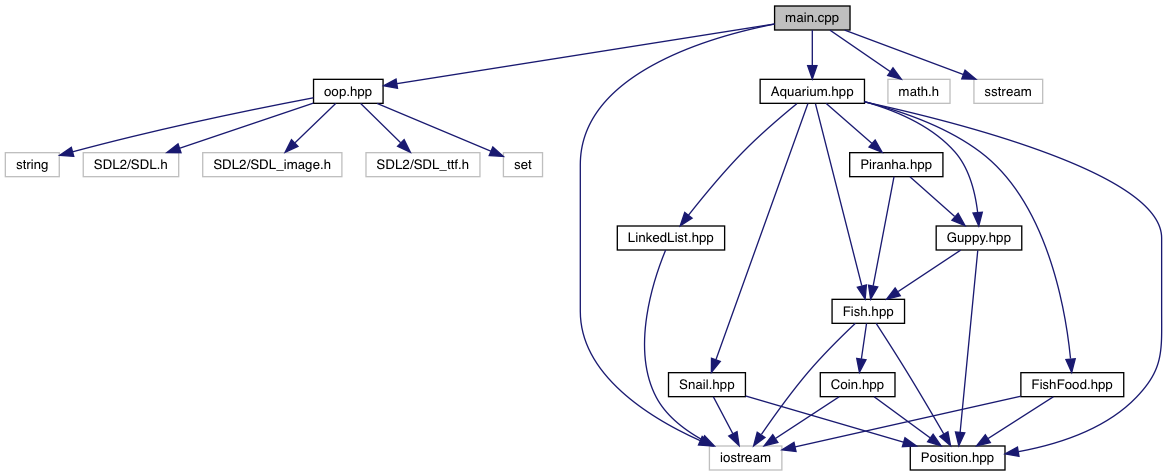 main.cpp
oop.hpp
Aquarium.hpp
math.h
sstream
string
SDL2/SDL.h
SDL2/SDL_image.h
SDL2/SDL_ttf.h
set
Piranha.hpp
LinkedList.hpp
Guppy.hpp
Fish.hpp
Snail.hpp
Coin.hpp
FishFood.hpp
iostream
Position.hpp